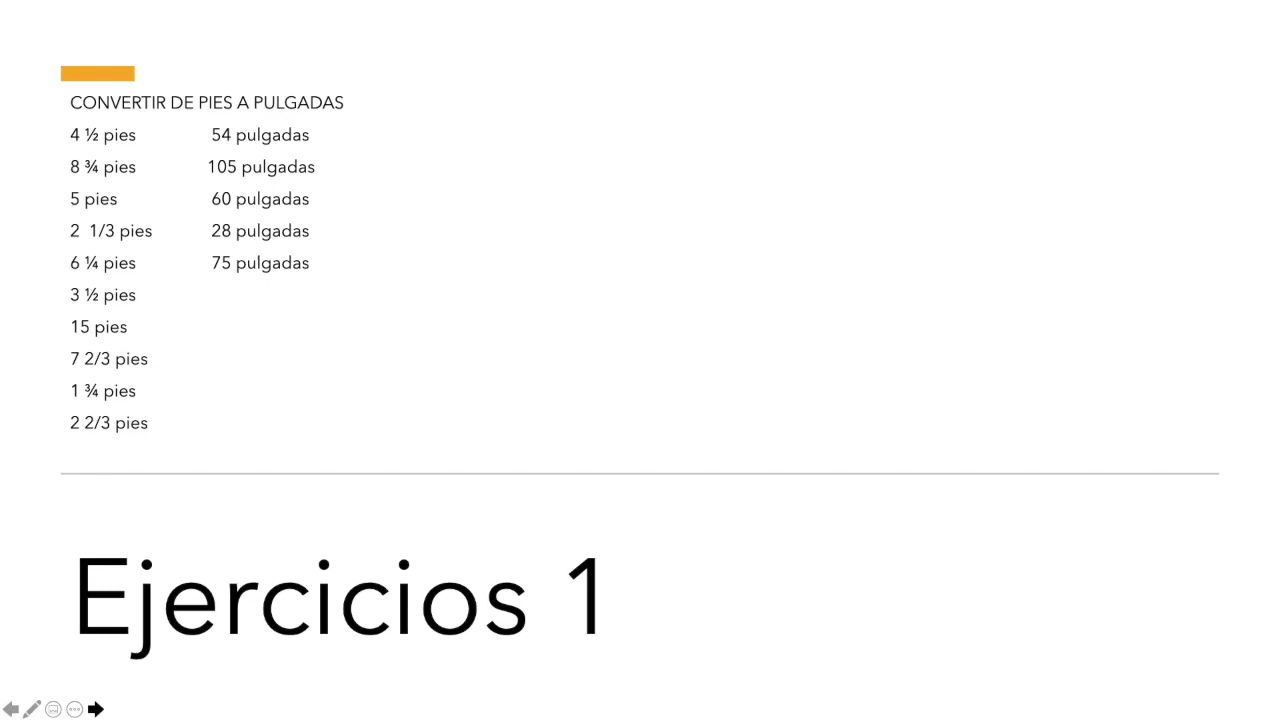 CONVERTIR DE PIES A PULGADAS
4 ½ pies 54 pulgadas
8 ¾ pies 105 pulgadas
5 pies 60 pulgadas
2 1/3 pies 28 pulgadas
6 ¼ pies 75 pulgadas
3 ½ pies
15 pies
7 2/3 pies
1 ¾ pies
2 2/3 pies
Ejercicios 1